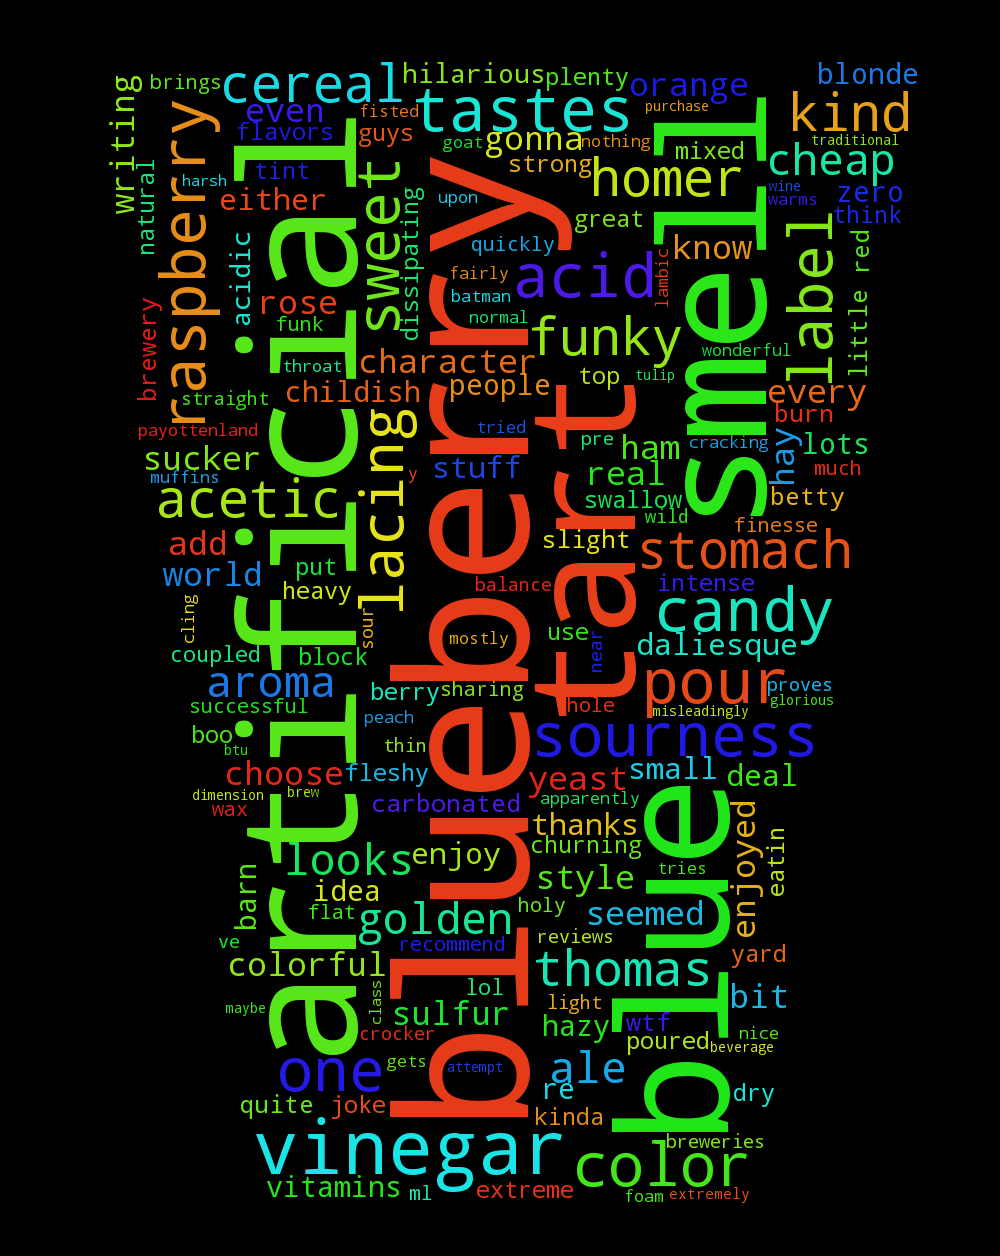 blonde
hilarious
plenty
cereal
brings
orange
writing
tastes
kind
even
fisted
purchase
flavors
guys
goat
gonna
nothing
traditional
raspberry
artificial
smell
mixed
cheap
natural
harsh
tint
strong
homer
wine
warms
zero
either
sweet
dissipating
upon
blueberry
great
think
acidic
quickly
know
label
little
red
rose
fairly
acid
lambic
batman
funk
normal
funky
brewery
throat
character
wonderful
straight
childish
people
top
tulip
every
payottenland
lacing
tried
tart
pre
ham
cracking
burn
hay
lots
sucker
muffins
stuff
y
real
much
acetic
swallow
wild
betty
finesse
add
slight
stomach
world
put
heavy
balance
intense
cling
sour
mostly
use
near
candy
coupled
block
daliesque
aroma
berry
sharing
hole
pour
proves
glorious
successful
peach
misleadingly
boo
btu
thin
sourness
choose
fleshy
yeast
small
deal
dimension
brew
wax
carbonated
apparently
blue
thanks
enjoyed
looks
enjoy
churning
eatin
barn
idea
style
tries
flat
golden
holy
seemed
ve
recommend
reviews
yard
colorful
thomas
bit
maybe
class
lol
light
sulfur
hazy
wtf
crocker
poured
nice
beverage
one
gets
attempt
ale
re
dry
quite
joke
kinda
vinegar
breweries
color
vitamins
ml
extreme
foam
extremely